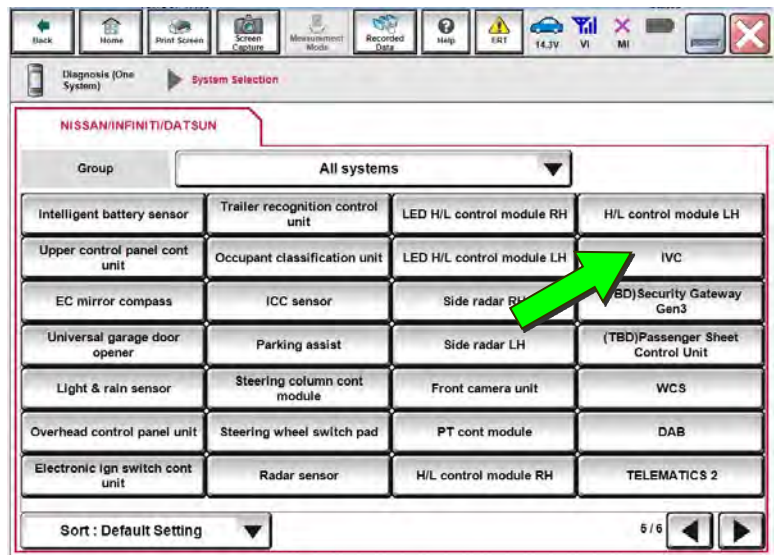 Back
Home
Print Screen
Screen
Capture
Measurement
Mode
Recorded
Data
Help
ERT
14.3V
VI
MI
Diagnosis (One
System)
System Selection
NISSAN/INFINITI/DATSUN
Group
All systems
Intelligent battery sensor
Trailer recognition control
unit
LED H/L control module RH
H/L control module LH
Upper control panel cont
unit
Occupant classification unit
LED H/L control module LH
IVC
EC mirror compass
ICC sensor
Side radar RH
BD)Security Gateway
Gen3
Universal garage door
opener
Parking assist
Side radar LH
(TBD)Passenger Sheet
Control Unit
Light & rain sensor
Steering column cont
module
Front camera unit
WCS
Overhead control panel unit
Steering wheel switch pad
PT cont module
DAB
Electronic ign switch cont
unit
Radar sensor
H/L control module RH
TELEMATICS 2
Sort : Default Setting
5/6